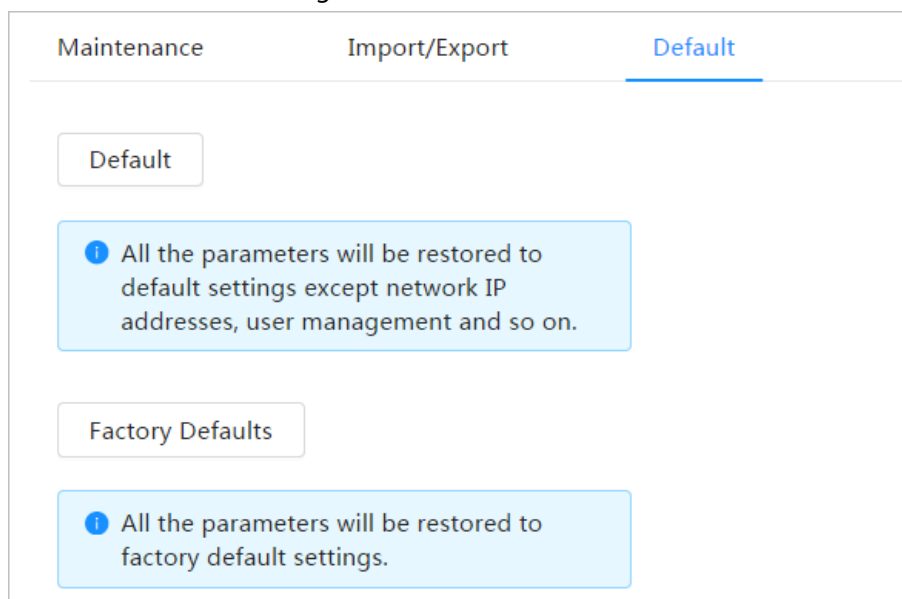 Maintenance Import/Export Default
Default
All the parameters will be restored to
default settings except network IP
addresses, user management and so on.
Factory Defaults
All the parameters will be restored to
factory default settings.